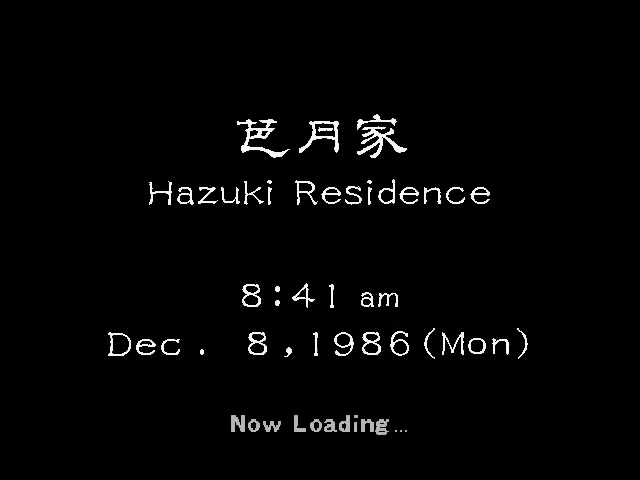 芭月家
Hazuki Residence
8:41 am
Dec. 8,1986(Mon)
Now Loading...